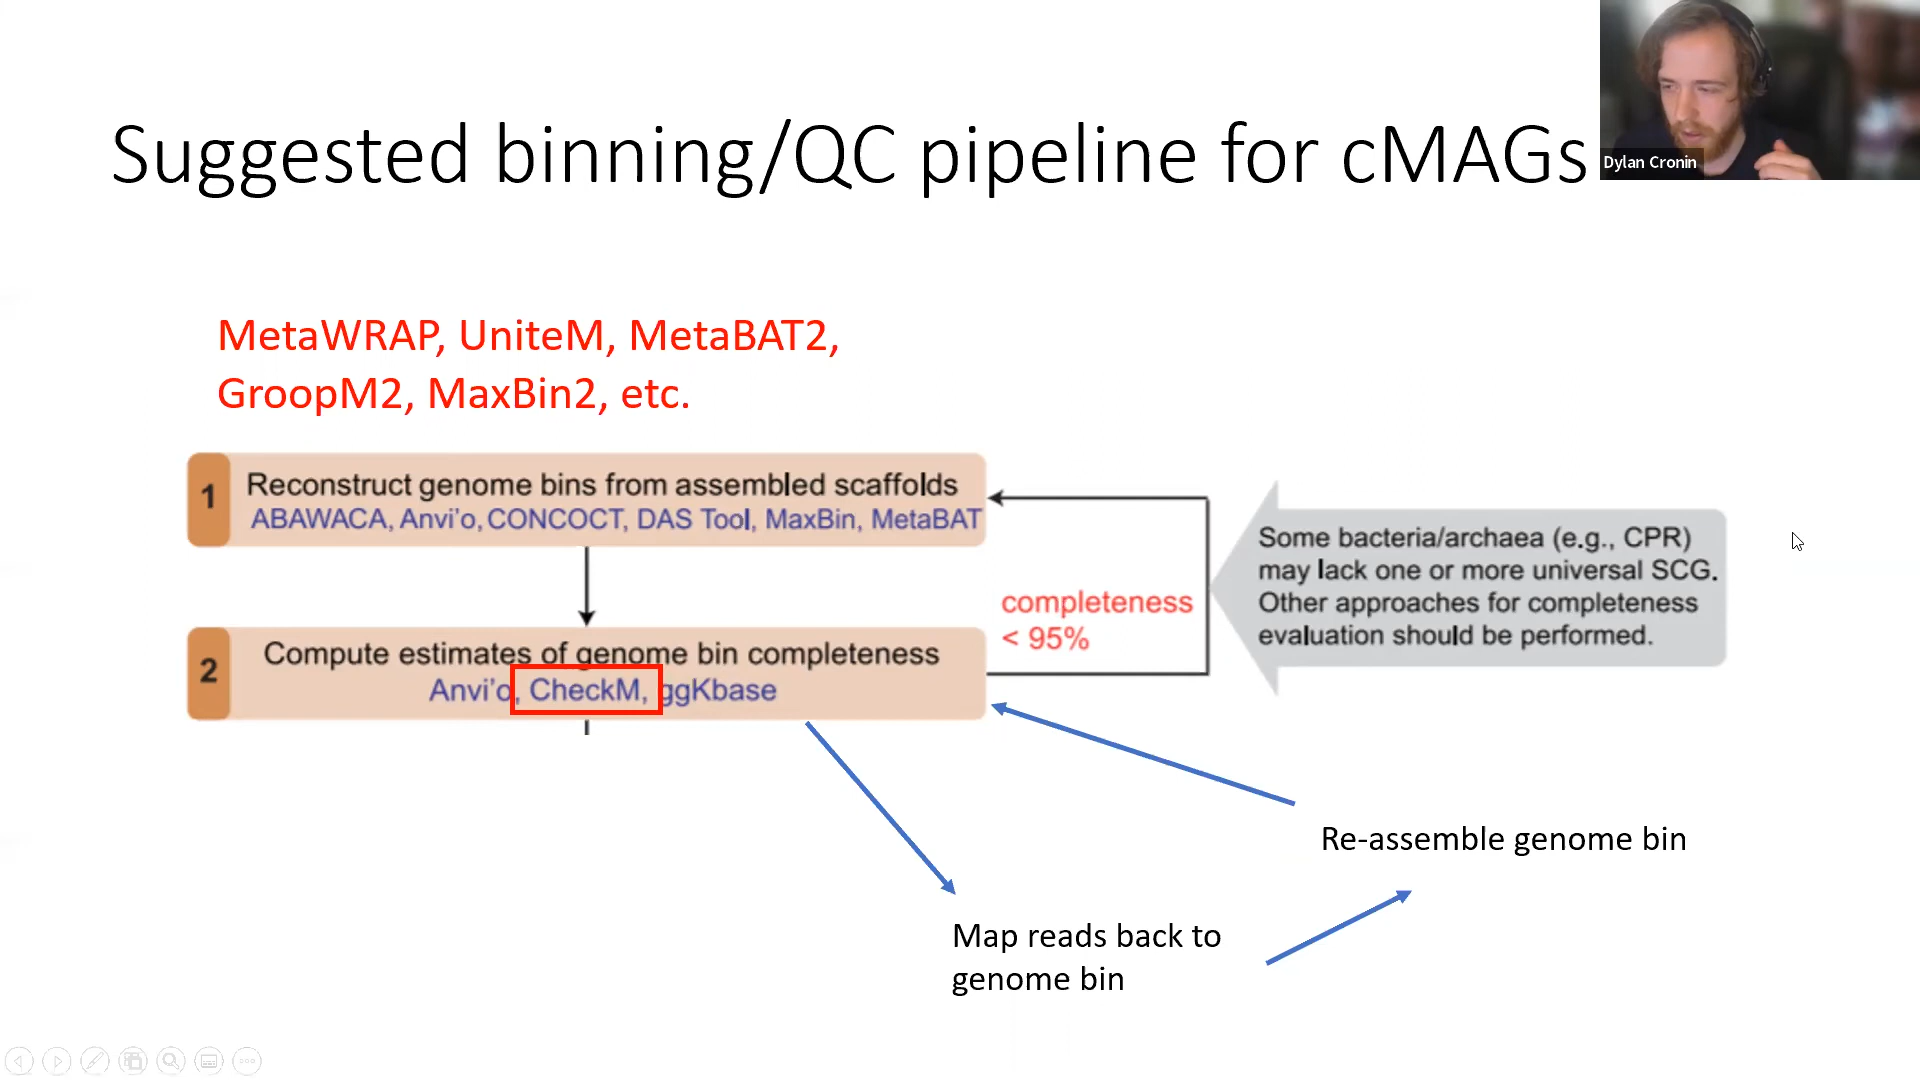 Suggested binning/QC pipeline for cMAGs
Dylan Cronin
MetaWRAP, UniteM, MetaBAT2,
GroopM2, MaxBin2, etc.
1
Reconstruct genome bins from assembled scaffolds
ABAWACA, Anvi'o, CONCOCT, DAS Tool, MaxBin, MetaBAT
Some bacteria/archaea (e.g., CPR)
may lack one or more universal SCG.
Other approaches for completeness
evaluation should be performed.
completeness
< 95%
2
Compute estimates of genome bin completeness
Anvi'o, CheckM, ggKbase
Re-assemble genome bin
Map reads back to
genome bin